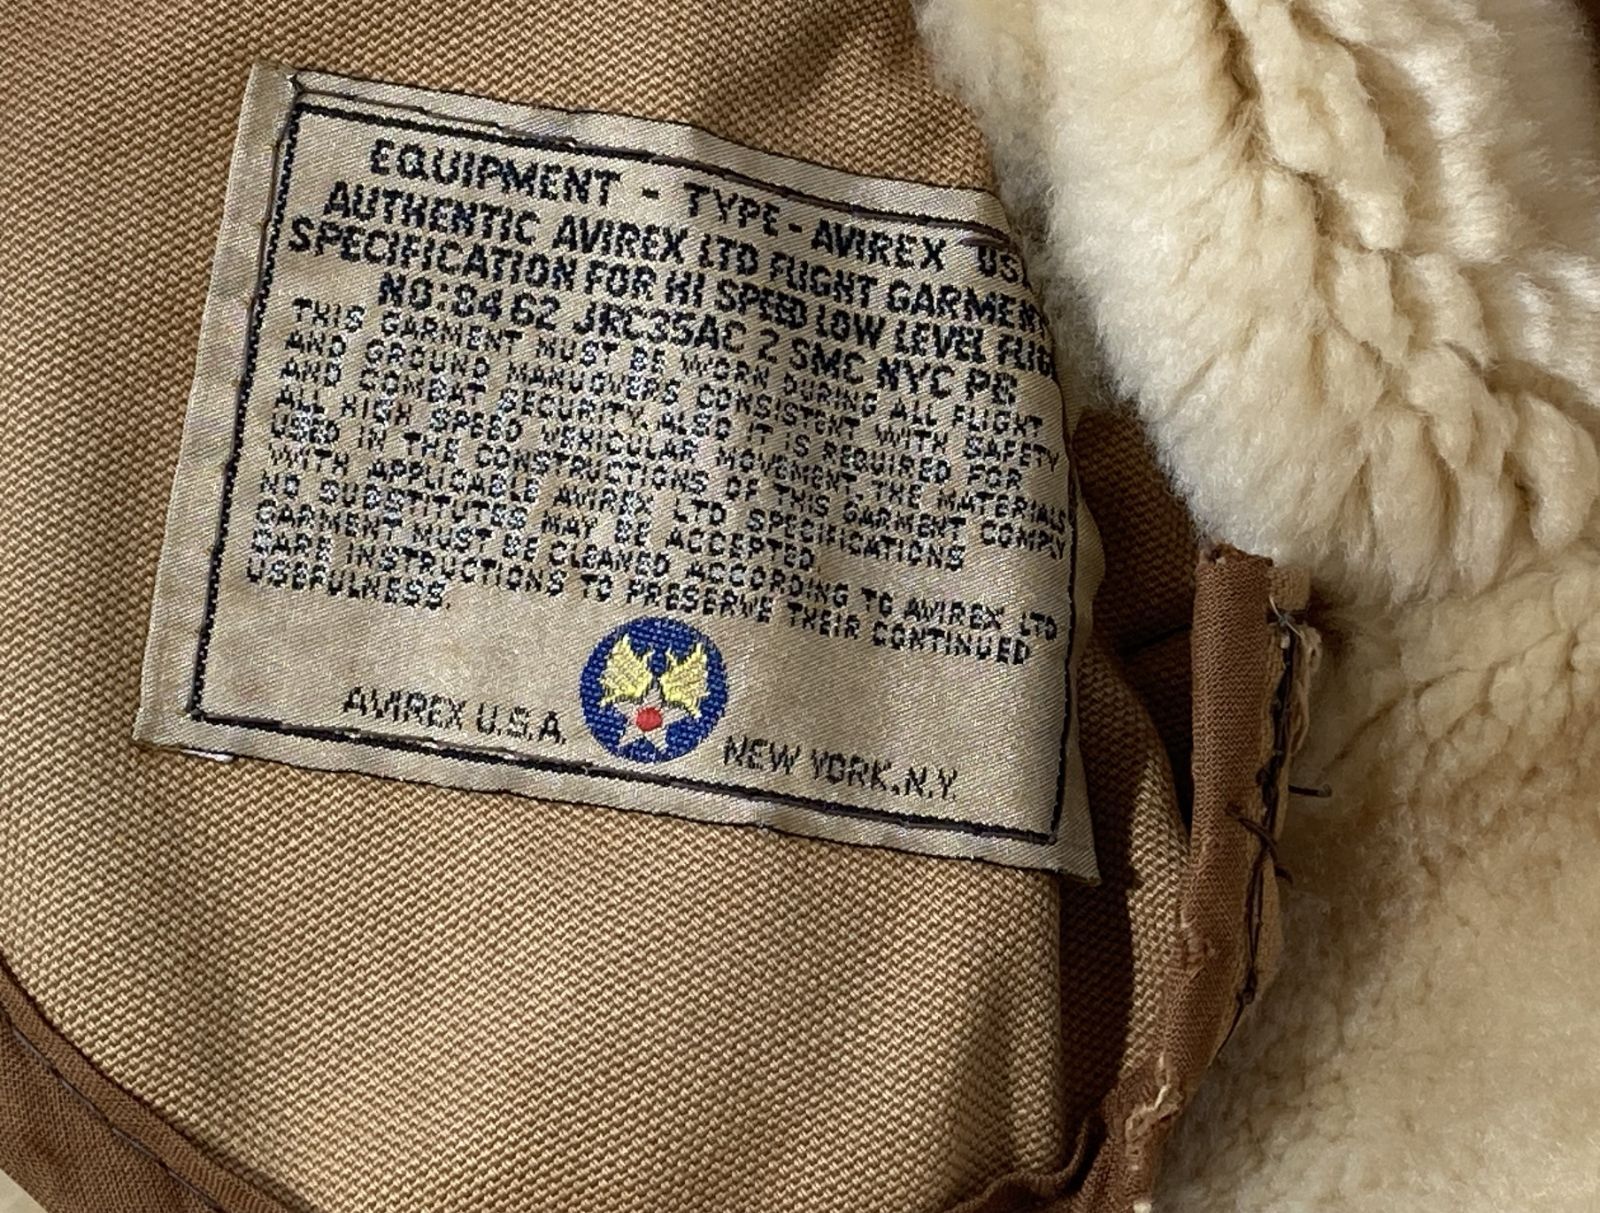 EQUIPMENT - TYPE - AVIREX US
AUTHENTIC AVIREX LTD FLIGHT GARMENT
SPECIFICATION FOR HI SPEED LOW LEVEL FLIG
NO:8462 JRC35AC 2 SMC NYC PB
THIS GARMENT MUST BE WORN DURING ALL FLIGHT
AND GROUND MANUOVERS CONSISTENT WITH SAFETY
AND COMBAT SECURITY. ALSO IT IS REQUIRED FOR
ALL HIGH SPEED VEHICULAR MOVEMENT. THE MATERIALS
USED IN THE CONSTRUCTIONS OF THIS GARMENT COMPLY
WITH APPLICABLE AVIREX LTD SPECIFICATIONS
NO SUBSTITUTES MAY BE ACCEPTED
GARMENT MUST BE CLEANED ACCORDING TO AVIREX LTD
CARE INSTRUCTIONS TO PRESERVE THEIR CONTINUED
USEFULNESS.
AVIREX U.S.A. NEW YORK, N.Y.